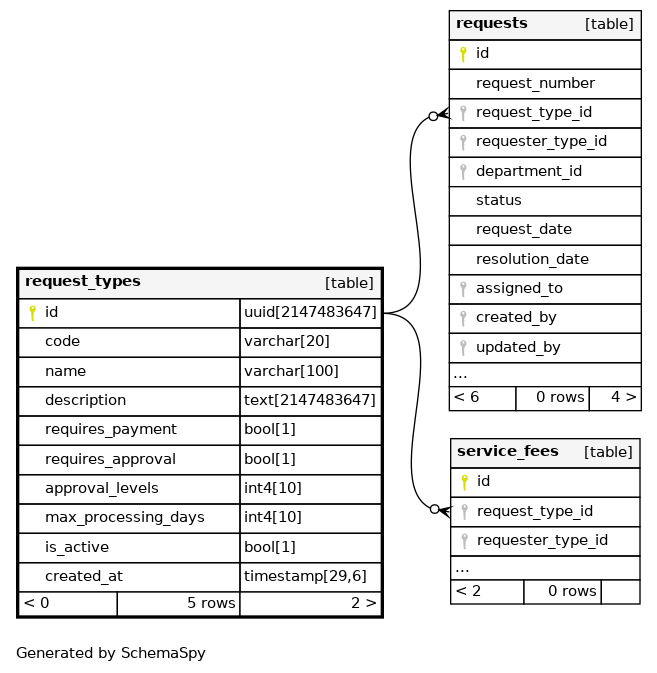 requests [table]
id
request_number
request_type_id
requester_type_id
department_id
status
request_date
resolution_date
assigned_to
created_by
updated_by
...
< 6 0 rows 4 >
request_types [table]
id uuid[2147483647]
code varchar[20]
name varchar[100]
description text[2147483647]
requires_payment bool[1]
requires_approval bool[1]
approval_levels int4[10]
max_processing_days int4[10]
is_active bool[1]
created_at timestamp[29,6]
< 0 5 rows 2 >
service_fees [table]
id
request_type_id
requester_type_id
...
< 2 0 rows
Generated by SchemaSpy